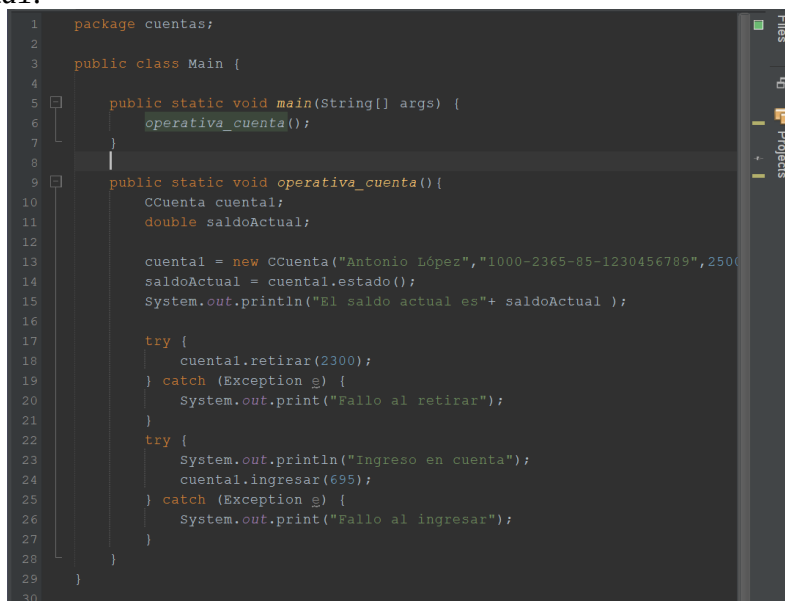 package cuentas;
public class Main {
public static void main(String[] args) {
operativa_cuenta();
}
public static void operativa_cuenta(){
CCuenta cuenta1;
double saldoActual;
cuenta1 = new CCuenta("Antonio López","1000-2365-85-1230456789",2500
saldoActual = cuenta1.estado();
System.out.println("El saldo actual es"+ saldoActual );
try {
cuenta1.retirar(2300);
} catch (Exception e) {
System.out.print("Fallo al retirar");
}
try {
System.out.println("Ingreso en cuenta");
cuenta1.ingresar(695);
} catch (Exception e) {
System.out.print("Fallo al ingresar");
}
}
}
Files
Projects